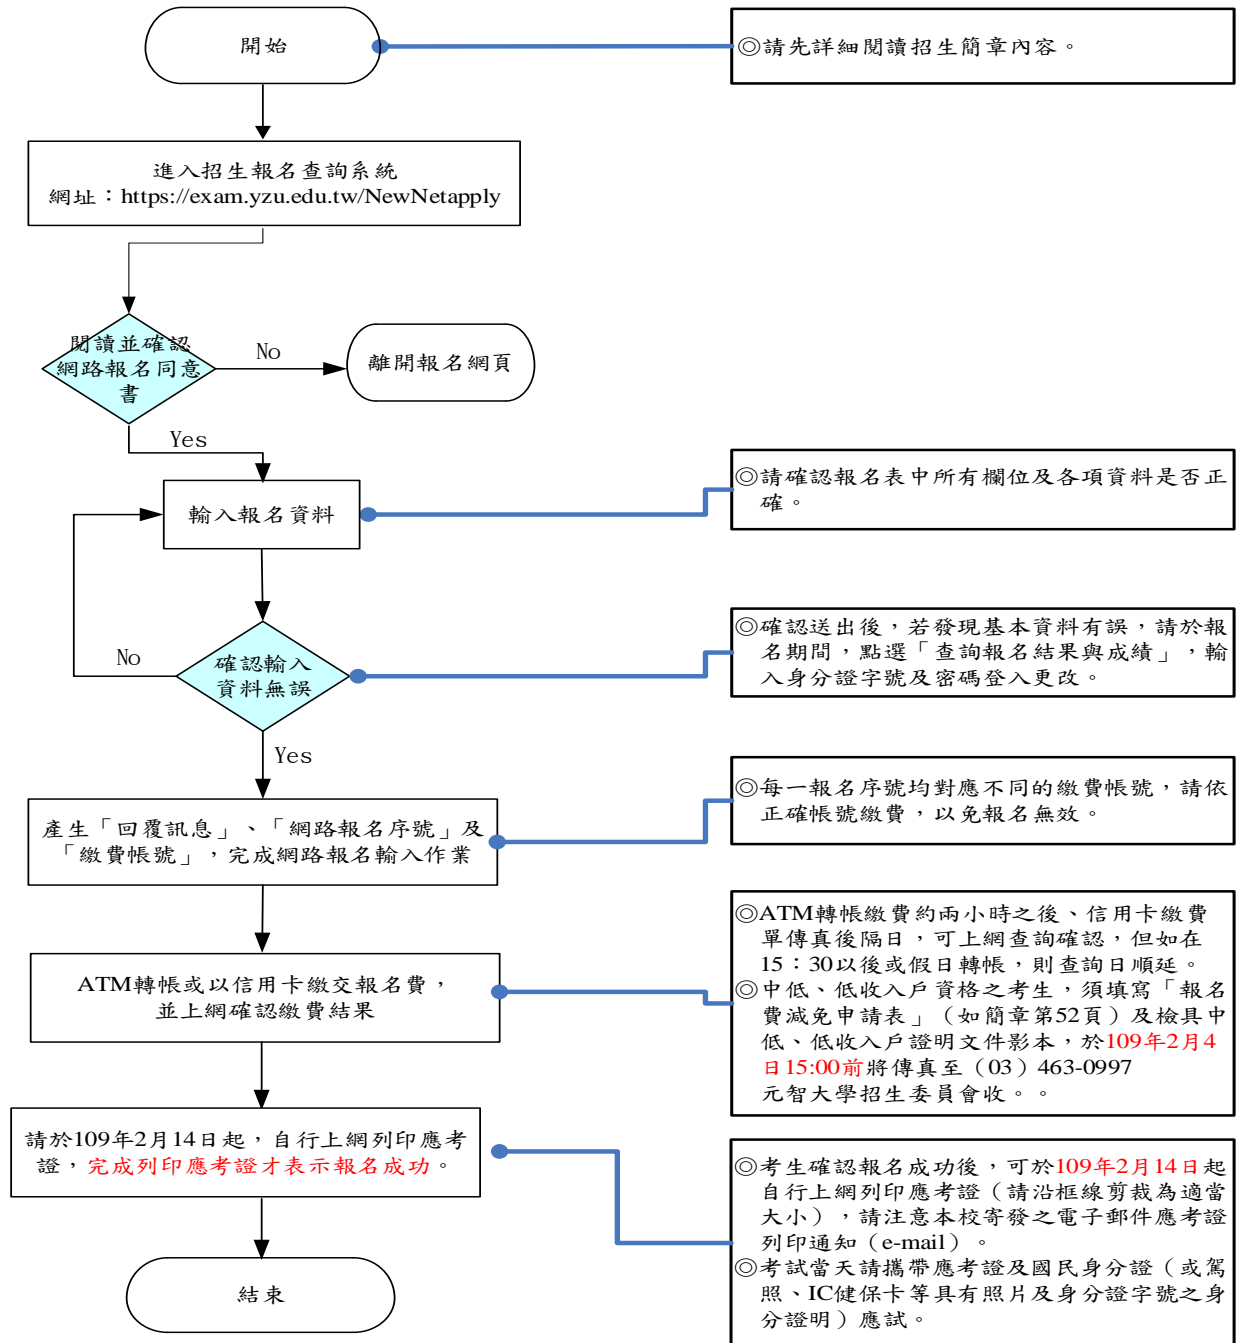 開始
◎請先詳細閱讀招生簡章內容。
進入招生報名查詢系統
網址：https://exam.yzu.edu.tw/NewNetapply
閱讀並確認
網路報名同意
書
No
離開報名網頁
Yes
◎請確認報名表中所有欄位及各項資料是否正
確。
輸入報名資料
◎確認送出後，若發現基本資料有誤，請於報
名期間，點選「查詢報名結果與成績」，輸
入身分證字號及密碼登入更改。
No
確認輸入
資料無誤
Yes
◎每一報名序號均對應不同的繳費帳號，請依
正確帳號繳費，以免報名無效。
產生「回覆訊息」、「網路報名序號」及
「繳費帳號」，完成網路報名輸入作業
◎ATM轉帳繳費約兩小時之後、信用卡繳費
單傳真後隔日，可上網查詢確認，但如在
15：30以後或假日轉帳，則查詢日順延。
◎中低、低收入戶資格之考生，須填寫「報名
費減免申請表」（如簡章第52頁）及檢具中
低、低收入戶證明文件影本，於109年2月4
日15:00前將傳真至（03）463-0997
元智大學招生委員會收。。
ATM轉帳或以信用卡繳交報名費，
並上網確認繳費結果
請於109年2月14日起，自行上網列印應考
證，完成列印應考證才表示報名成功。
◎考生確認報名成功後，可於109年2月14日起
自行上網列印應考證（請沿框線剪裁為適當
大小），請注意本校寄發之電子郵件應考證
列印通知（e-mail）。
◎考試當天請攜帶應考證及國民身分證（或駕
照、IC健保卡等具有照片及身分證字號之身
分證明）應試。
結束